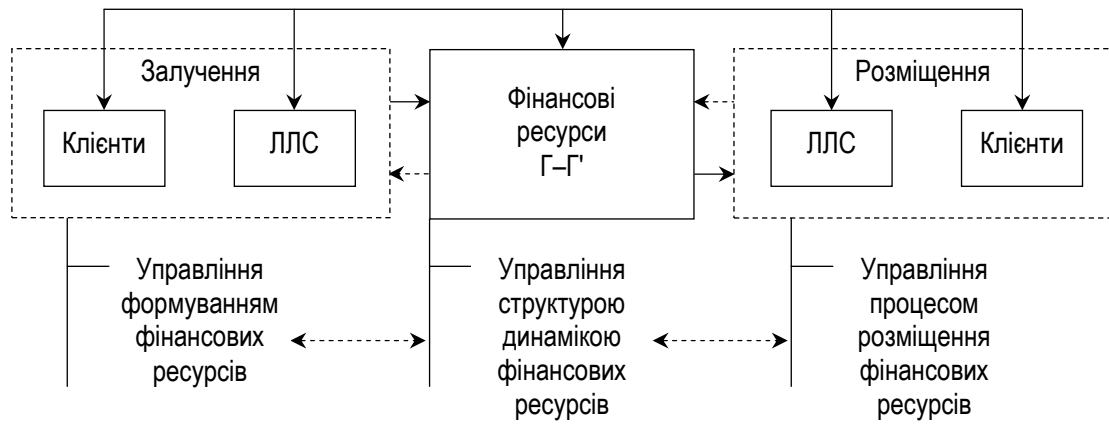 Залучення
Клієнти
ЛЛС
Фінансові
ресурси
Г–Г'
Розміщення
ЛЛС
Клієнти
Управління
формуванням
фінансових
ресурсів
Управління
структурою
динамікою
фінансових
ресурсів
Управління
процесом
розміщення
фінансових
ресурсів